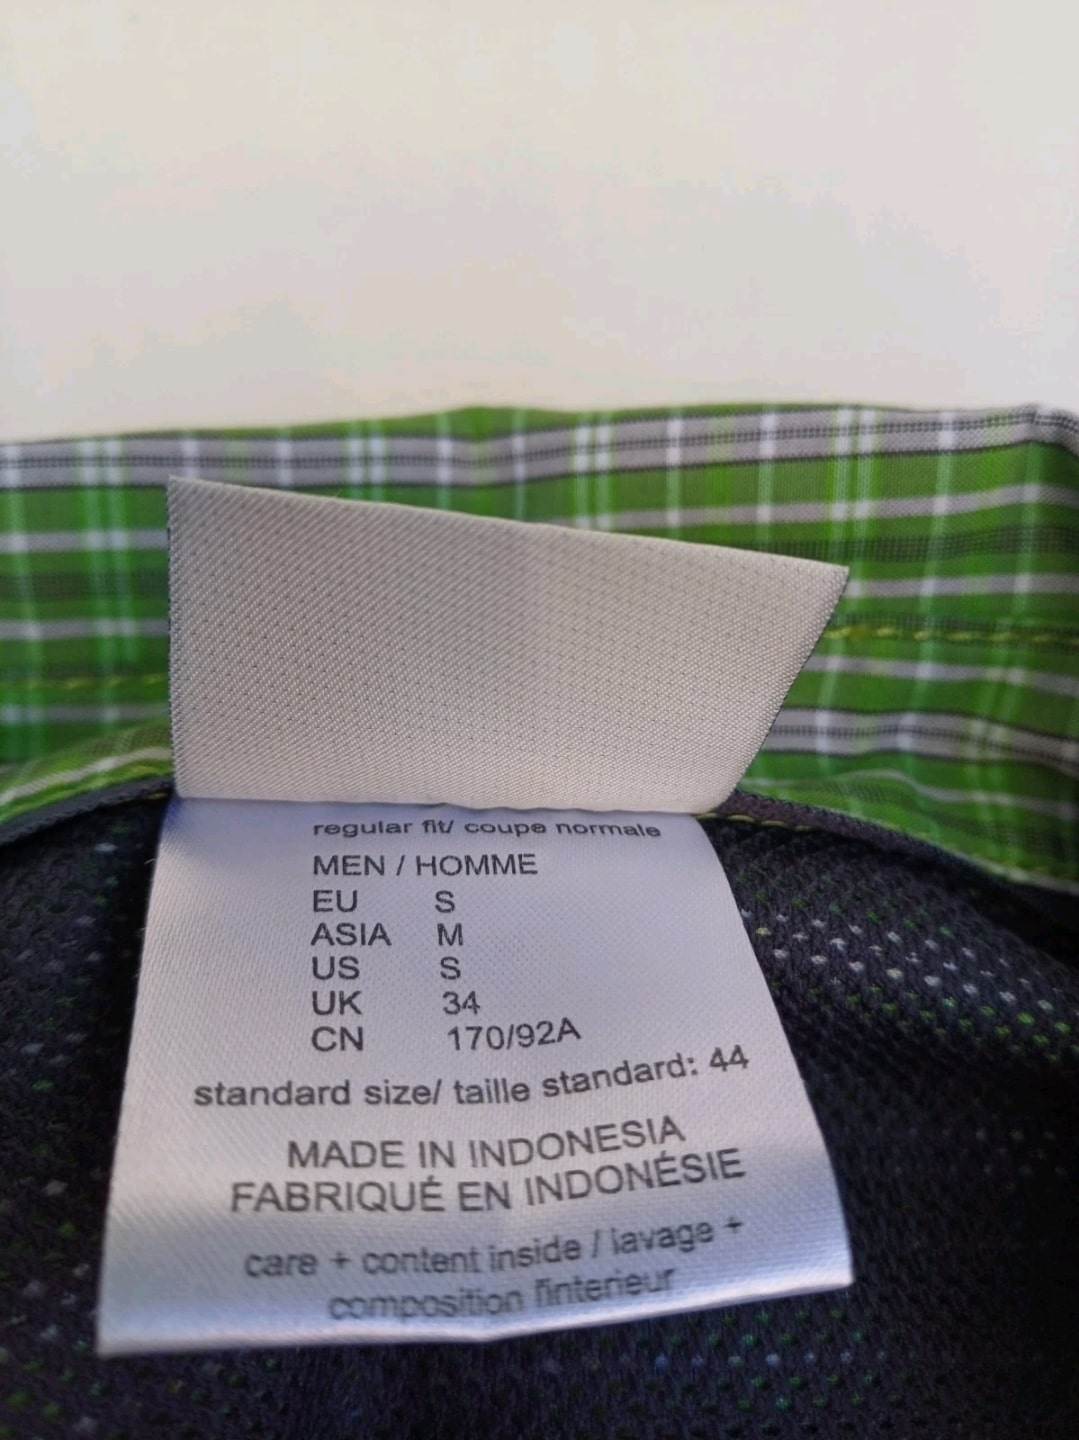 regular fit/ coupe normale
MEN / HOMME
EU S
ASIA M
US S
UK 34
CN 170/92A
standard size/ taille standard: 44
MADE IN INDONESIA
FABRIQUÉ EN INDONÉSIE
care + content inside / lavage +
composition l'interieur